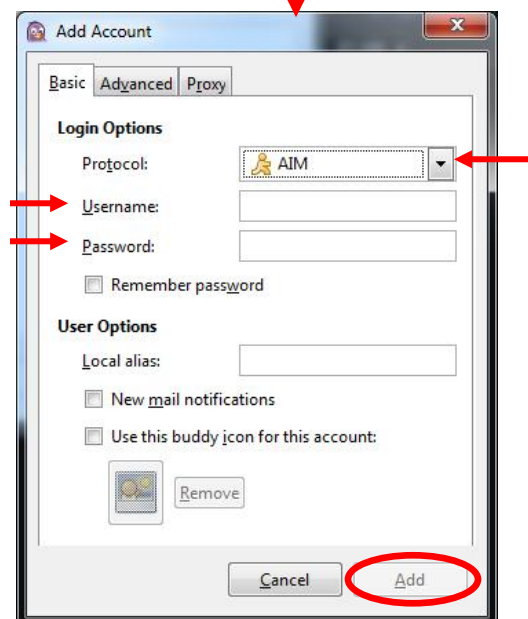 Add Account
Basic Advanced Proxy
Login Options
Protocol: AIM
Username:
Password:
Remember password
User Options
Local alias:
New mail notifications
Use this buddy icon for this account:
Remove
Cancel Add